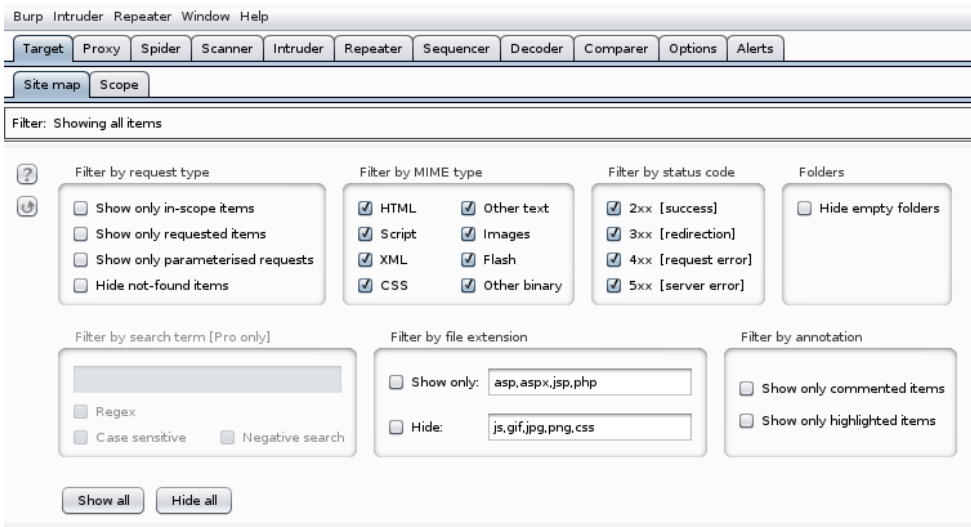 Burp Intruder Repeater Window Help
Target Proxy Spider Scanner Intruder Repeater Sequencer Decoder Comparer Options Alerts
Site map Scope
Filter: Showing all items
? Filter by request type Filter by MIME type Filter by status code Folders
Show only in-scope items HTML Other text 2xx [success] Hide empty folders
Show only requested items Script Images 3xx [redirection]
Show only parameterised requests XML Flash 4xx [request error]
Hide not-found items CSS Other binary 5xx [server error]
Filter by search term [Pro only] Filter by file extension Filter by annotation
Show only: asp,aspx,jsp,php Show only commented items
Regex
Hide: js,gif,jpg,png,css Show only highlighted items
Case sensitive Negative search
Show all Hide all